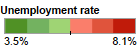 Unemployment rate
3.5% 8.1%